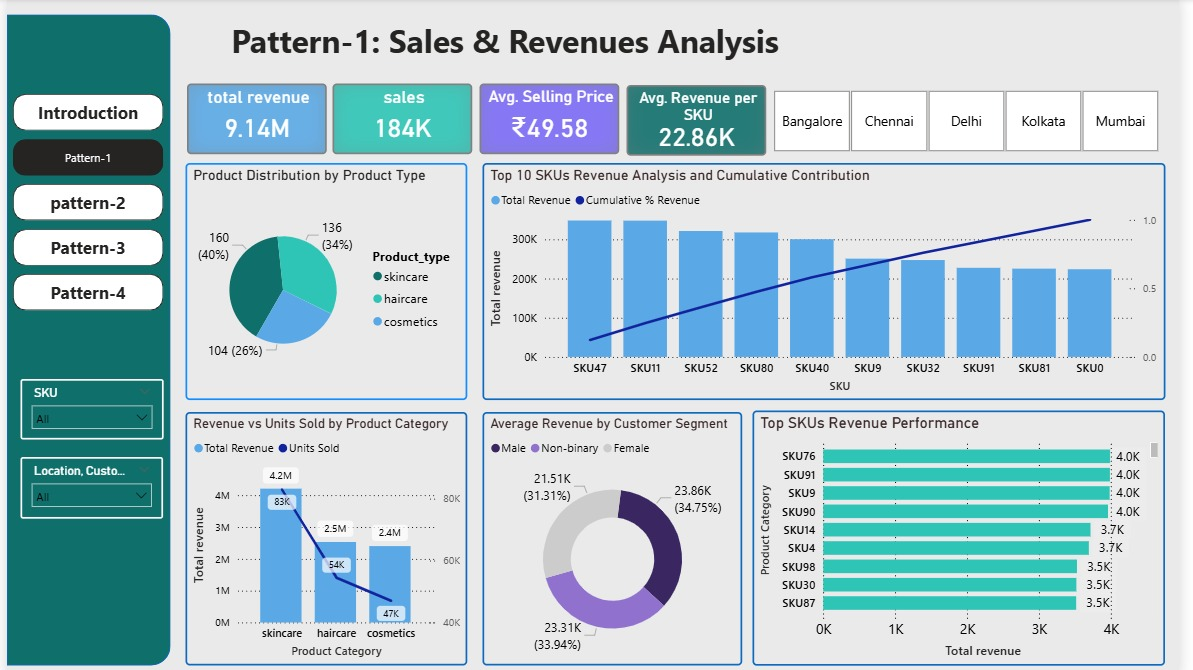 Pattern-1: Sales & Revenues Analysis
Introduction
Pattern-1
pattern-2
Pattern-3
Pattern-4
SKU
All
Location, Custo...
All
total revenue
9.14M
sales
184K
Avg. Selling Price
₹49.58
Avg. Revenue per
SKU
22.86K
Bangalore
Chennai
Delhi
Kolkata
Mumbai
Product Distribution by Product Type
136
(34%)
160
(40%)
104 (26%)
Product_type
skincare
haircare
cosmetics
Top 10 SKUs Revenue Analysis and Cumulative Contribution
Total Revenue Cumulative % Revenue
Total revenue
300K
200K
100K
0K
1.0
0.5
0.0
SKU47 SKU11 SKU52 SKU80 SKU40 SKU9 SKU32 SKU91 SKU81 SKU0
SKU
Revenue vs Units Sold by Product Category
Total Revenue Units Sold
Total revenue
4M
3M
2M
1M
0M
4.2M
83K
2.5M
54K
2.4M
47K
80K
60K
40K
skincare haircare cosmetics
Product Category
Average Revenue by Customer Segment
Male Non-binary Female
21.51K
(31.31%)
23.86K
(34.75%)
23.31K
(33.94%)
Top SKUs Revenue Performance
Product Category
SKU76 4.0K
SKU91 4.0K
SKU9 4.0K
SKU90 4.0K
SKU14 3.7K
SKU4 3.7K
SKU98 3.5K
SKU30 3.5K
SKU87 3.5K
0K 1K 2K 3K 4K
Total revenue